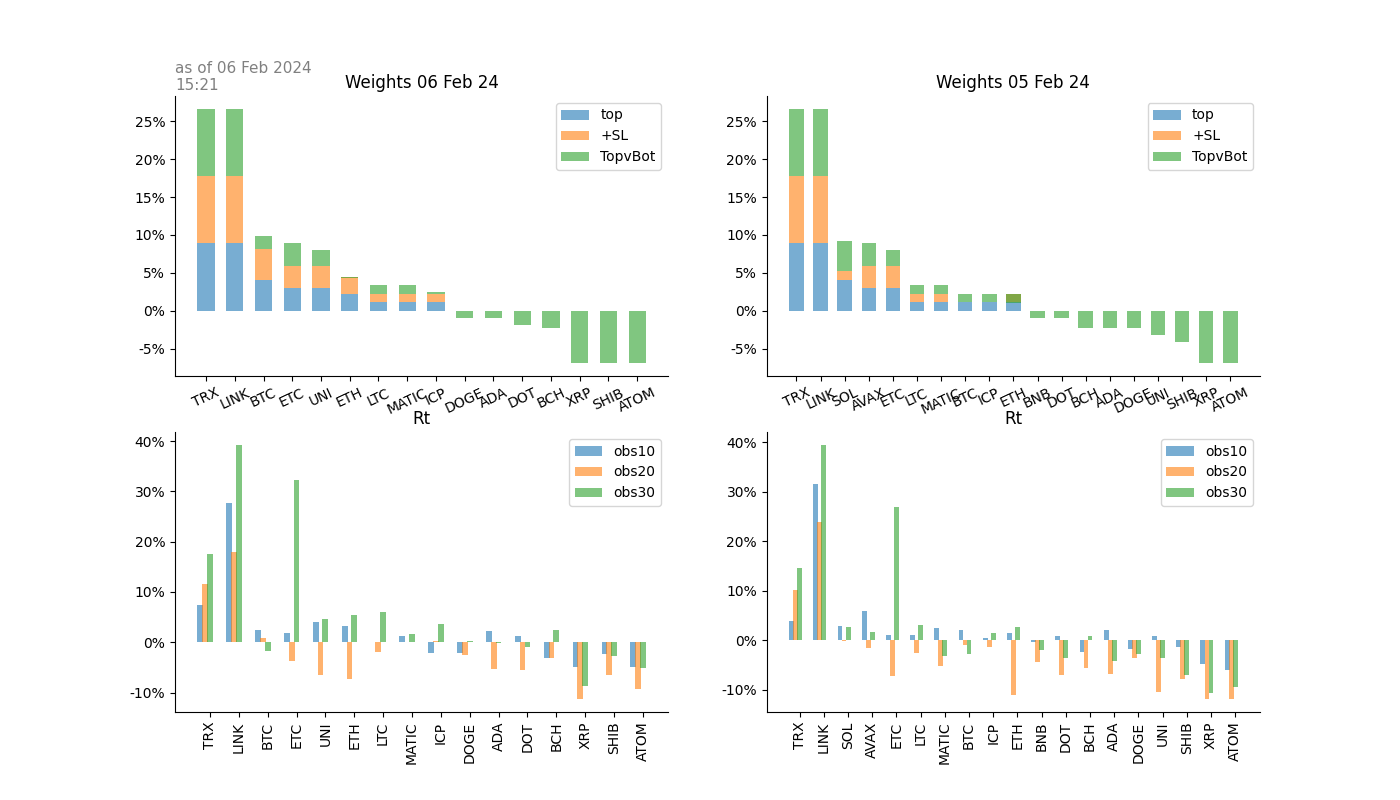 as of 06 Feb 2024
15:21
Weights 06 Feb 24
25%
20%
15%
10%
5%
0%
-5%
top
+SL
TopvBot
TRX LINK BTC ETC UNI ETH LTC MATIC ICP DOGE ADA DOT BCH XRP SHIB ATOM
Weights 05 Feb 24
25%
20%
15%
10%
5%
0%
-5%
top
+SL
TopvBot
TRX LINK SOL AVAX ETC LTC MATIC BTC ICP ETH BNB DOT BCH ADA DOGE UNI SHIB XRP ATOM
Rt
40%
30%
20%
10%
0%
-10%
obs10
obs20
obs30
TRX LINK BTC ETC UNI ETH LTC MATIC ICP DOGE ADA DOT BCH XRP SHIB ATOM
Rt
40%
30%
20%
10%
0%
-10%
obs10
obs20
obs30
TRX LINK SOL AVAX ETC LTC MATIC BTC ICP ETH BNB DOT BCH ADA DOGE UNI SHIB XRP ATOM